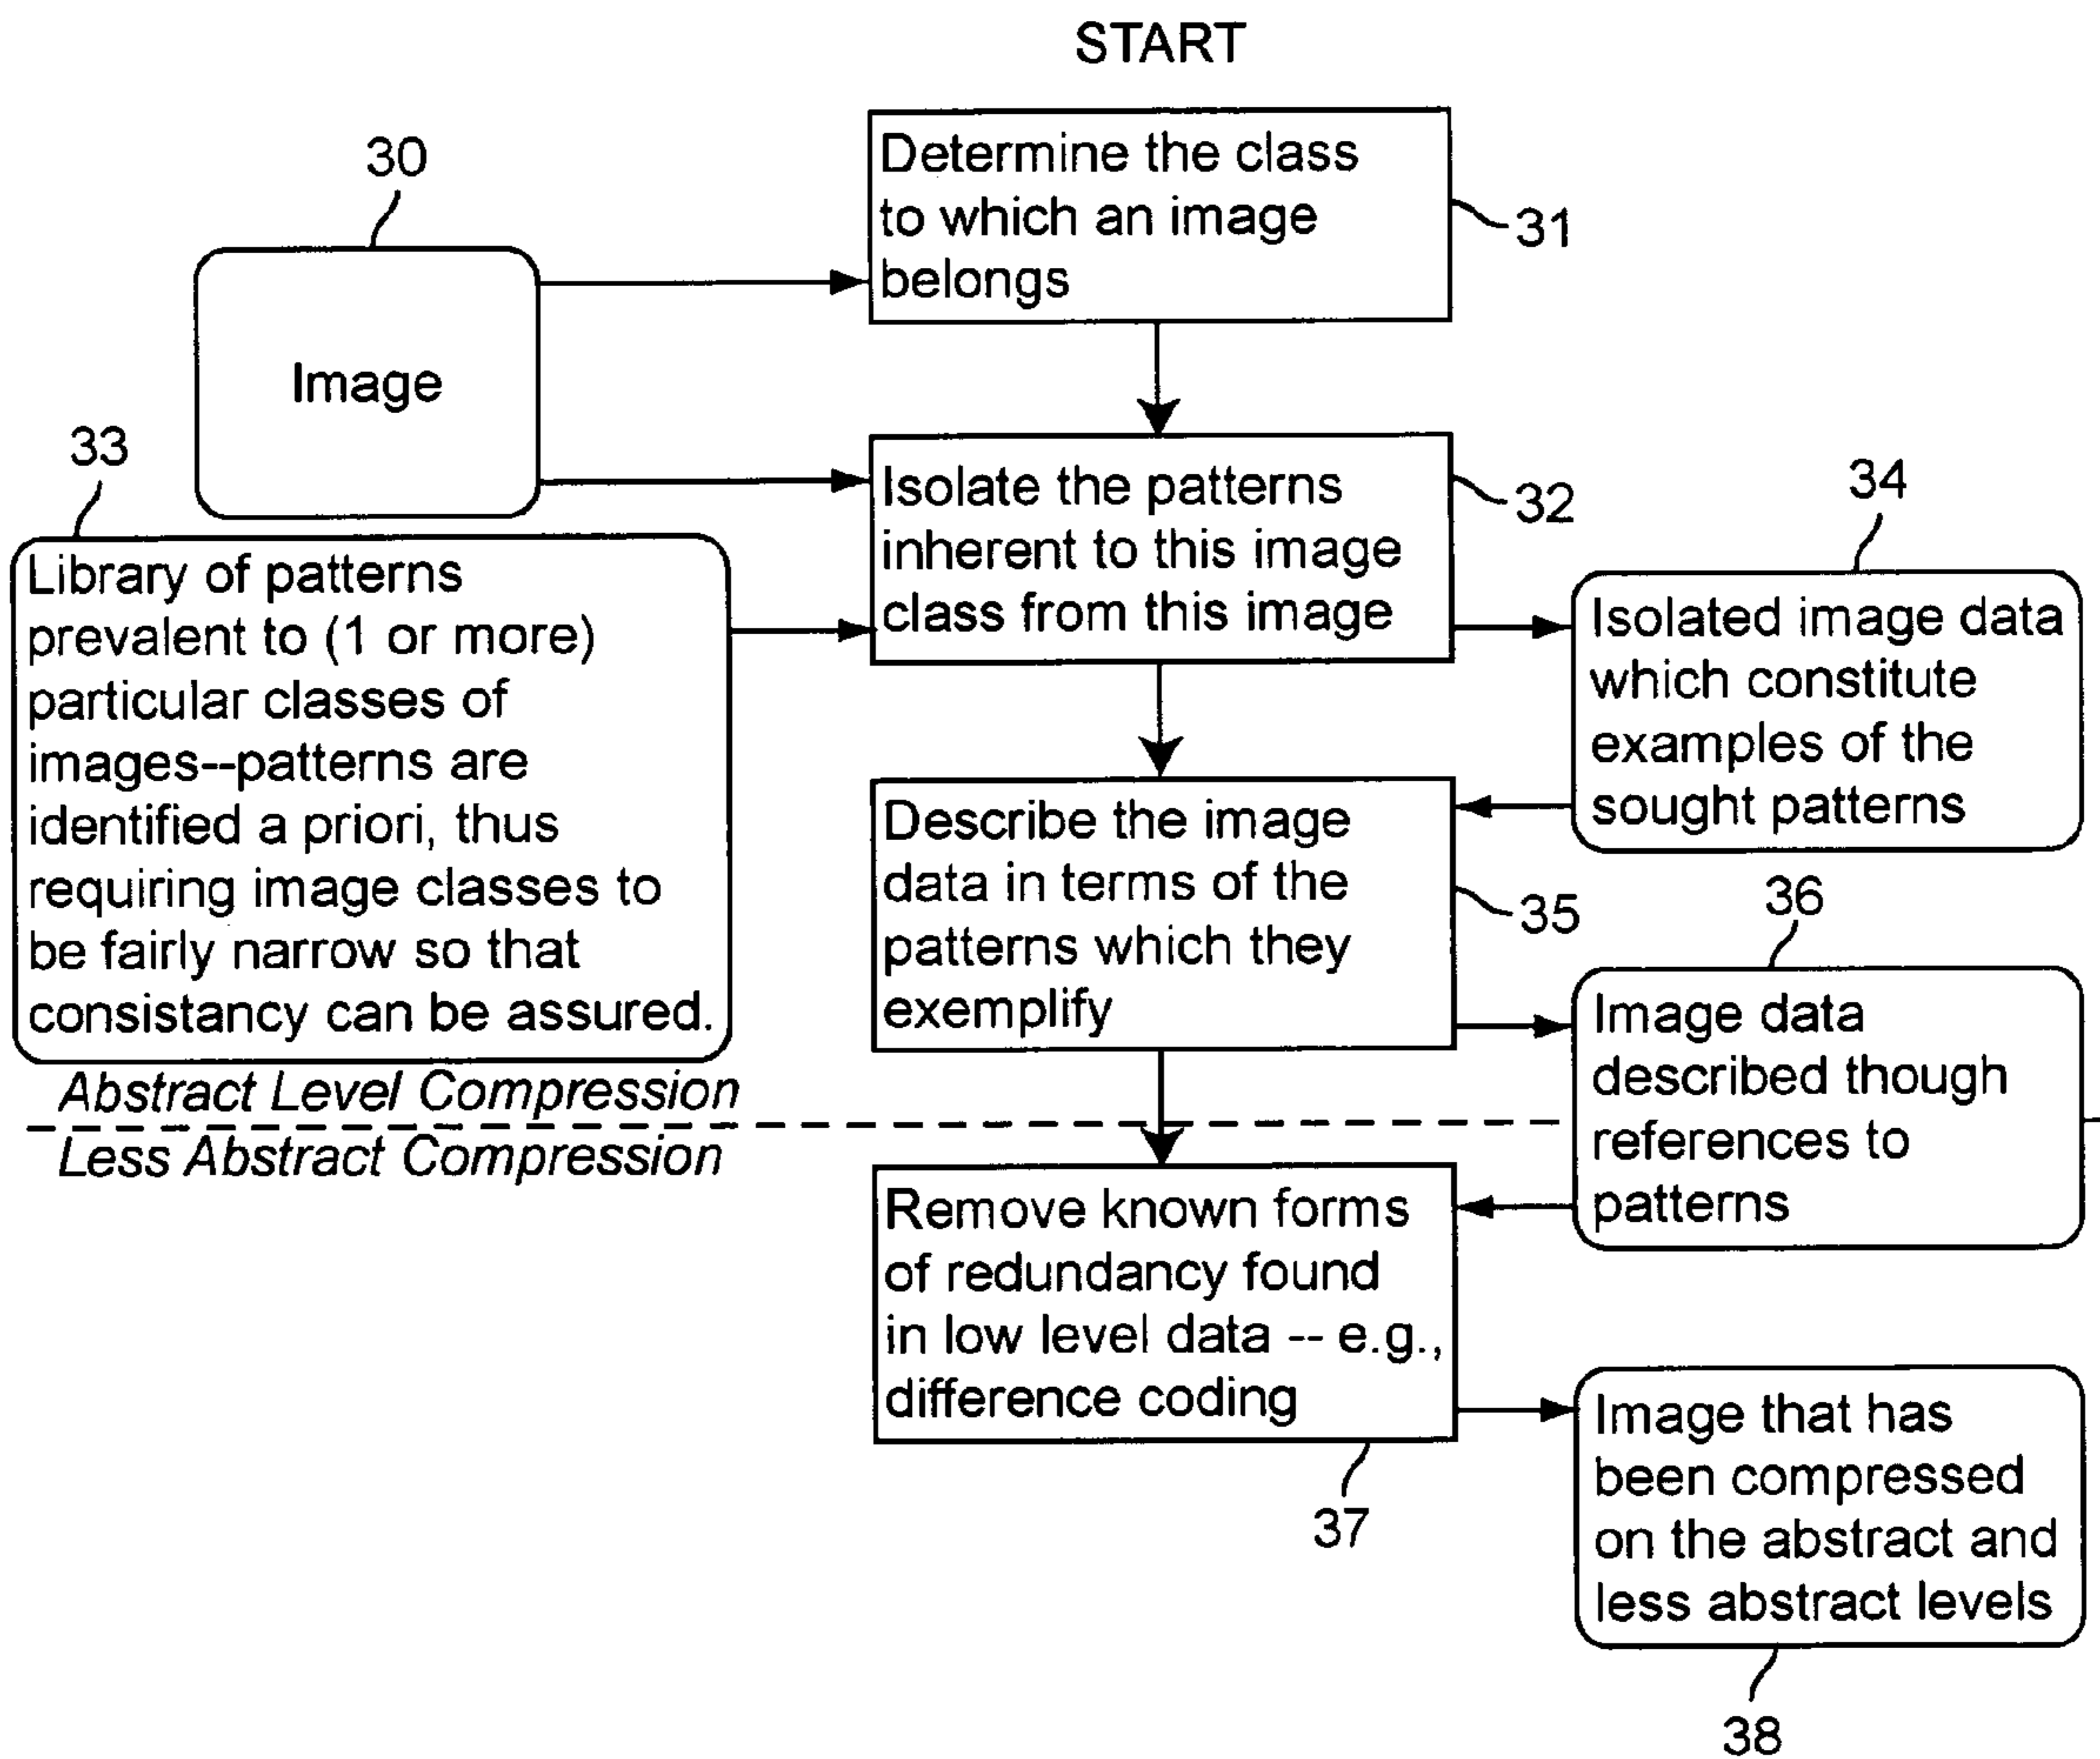 START
30
Determine the class
to which an image
belongs
31
Image
33
Library of patterns
prevalent to (1 or more)
particular classes of
images--patterns are
identified a priori, thus
requiring image classes to
be fairly narrow so that
consistancy can be assured.
Isolate the patterns
inherent to this image
class from this image
32
34
Isolated image data
which constitute
examples of the
sought patterns
Describe the image
data in terms of the
patterns which they
exemplify
35
36
Image data
described though
references to
patterns
Abstract Level Compression
Less Abstract Compression
Remove known forms
of redundancy found
in low level data -- e.g.,
difference coding
37
Image that has
been compressed
on the abstract and
less abstract levels
38